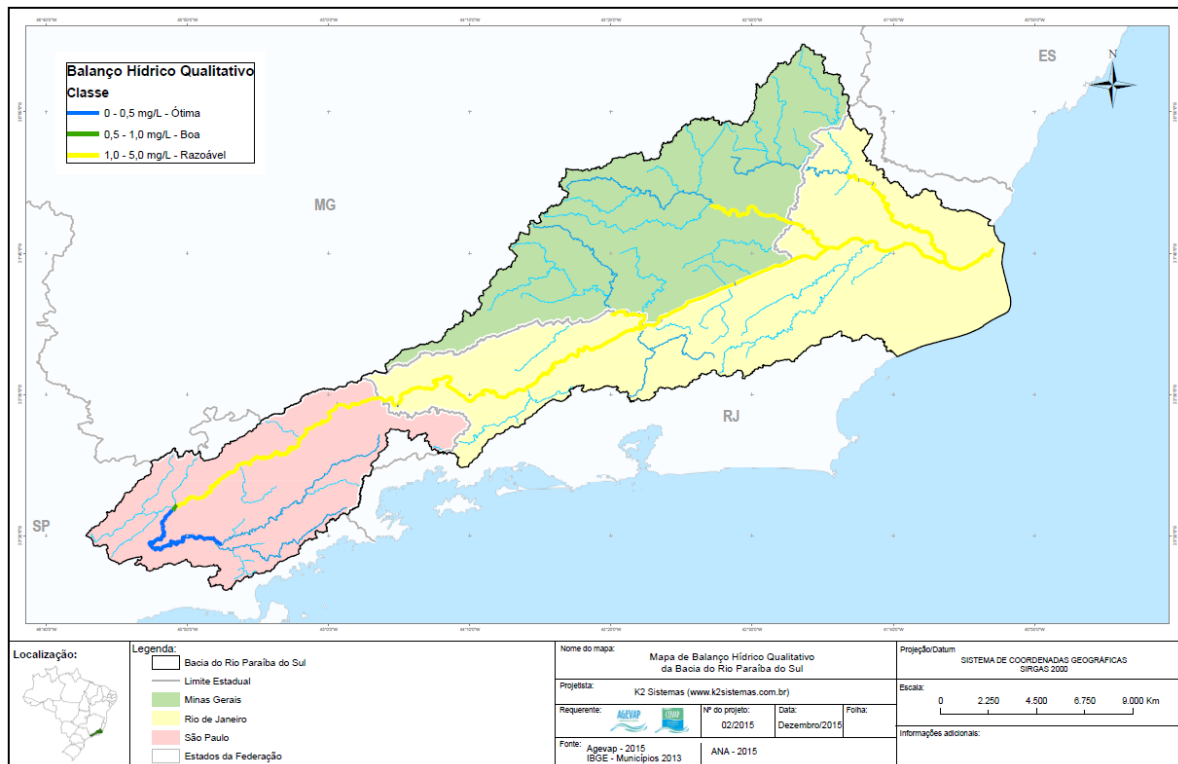 Balanço Hídrico Qualitativo
Classe
0 - 0,5 mg/L - Ótima
0,5 - 1,0 mg/L - Boa
1,0 - 5,0 mg/L - Razoável
N
ES
MG
RJ
SP
Localização:
Legenda:
Bacia do Rio Paraíba do Sul
Limite Estadual
Minas Gerais
Rio de Janeiro
São Paulo
Estados da Federação
Nome do mapa:
Mapa de Balanço Hídrico Qualitativo
da Bacia do Rio Paraíba do Sul
Projetista:
K2 Sistemas (www.k2sistemas.com.br)
Requerente:
AGEVAP
CEIVAP
Nº do projeto:
02/2015
Data:
Dezembro/2015
Folha:
Fonte:
Agevap - 2015
IBGE - Municípios 2013
ANA - 2015
Projeção/Datum
SISTEMA DE COORDENADAS GEOGRÁFICAS
SIRGAS 2000
Escala:
0 2.250 4.500 6.750 9.000 Km
Informações adicionais: